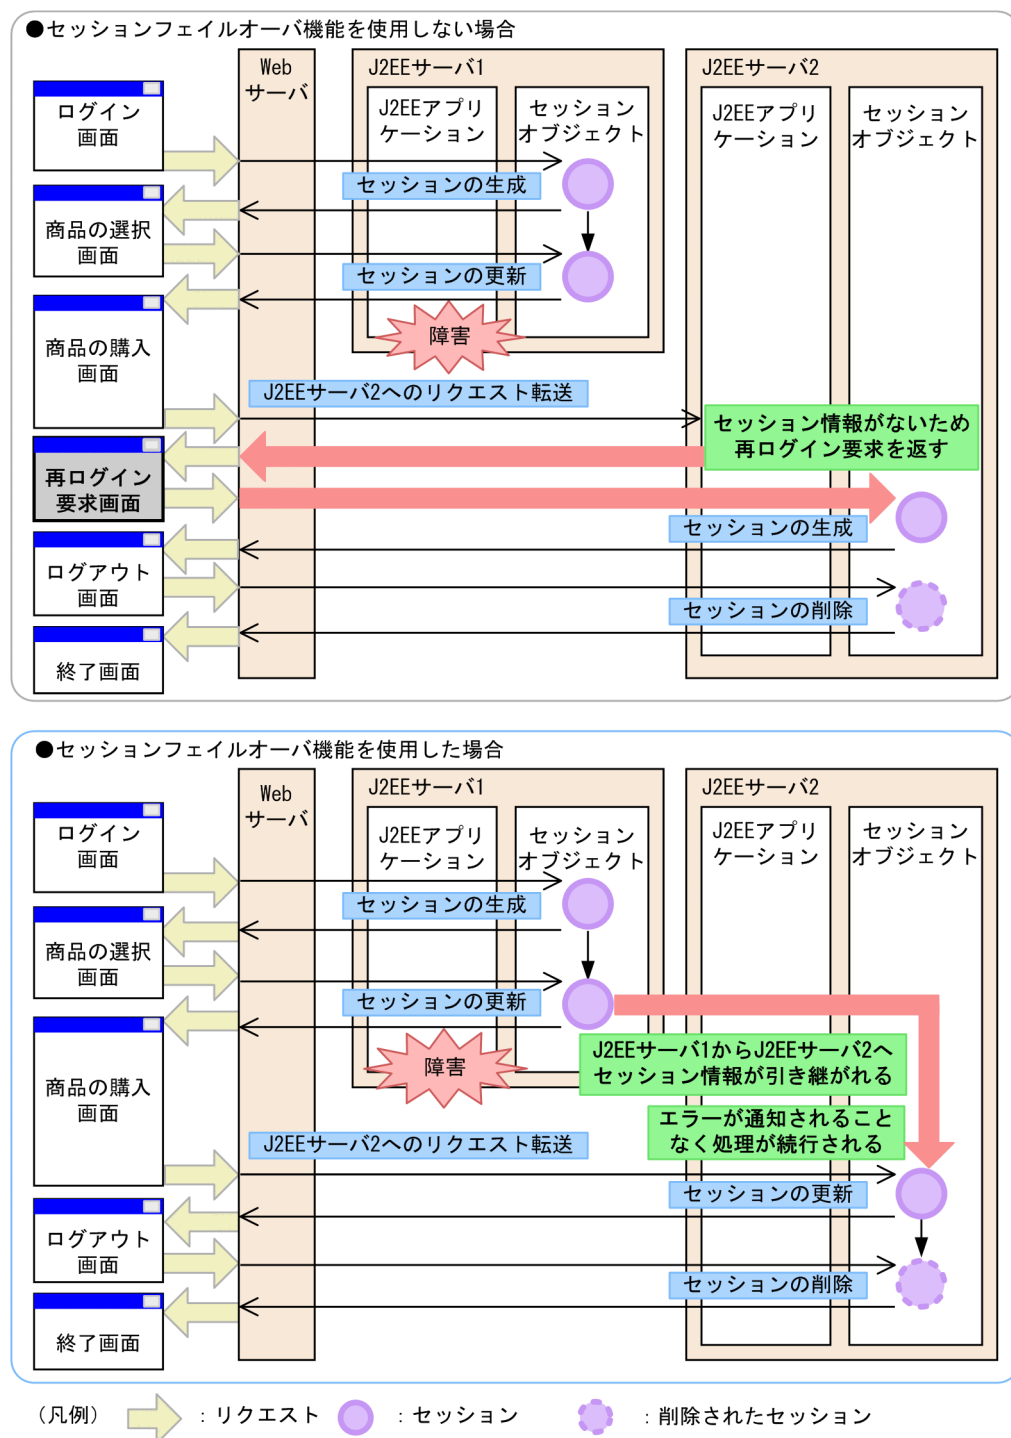 ●セッションフェイルオーバ機能を使用しない場合
Web
サーバ
J2EEサーバ1
J2EEサーバ2
J2EEアプリ
ケーション
セッション
オブジェクト
J2EEアプリ
ケーション
セッション
オブジェクト
ログイン
画面
セッションの生成
商品の選択
画面
セッションの更新
障害
商品の購入
画面
J2EEサーバ2へのリクエスト転送
セッション情報がないため
再ログイン要求を返す
再ログイン
要求画面
セッションの生成
ログアウト
画面
セッションの削除
終了画面
●セッションフェイルオーバ機能を使用した場合
Web
サーバ
J2EEサーバ1
J2EEサーバ2
J2EEアプリ
ケーション
セッション
オブジェクト
J2EEアプリ
ケーション
セッション
オブジェクト
ログイン
画面
セッションの生成
商品の選択
画面
セッションの更新
障害
J2EEサーバ1からJ2EEサーバ2へ
セッション情報が引き継がれる
商品の購入
画面
エラーが通知されること
なく処理が続行される
J2EEサーバ2へのリクエスト転送
セッションの更新
ログアウト
画面
セッションの削除
終了画面
(凡例) :リクエスト :セッション :削除されたセッション